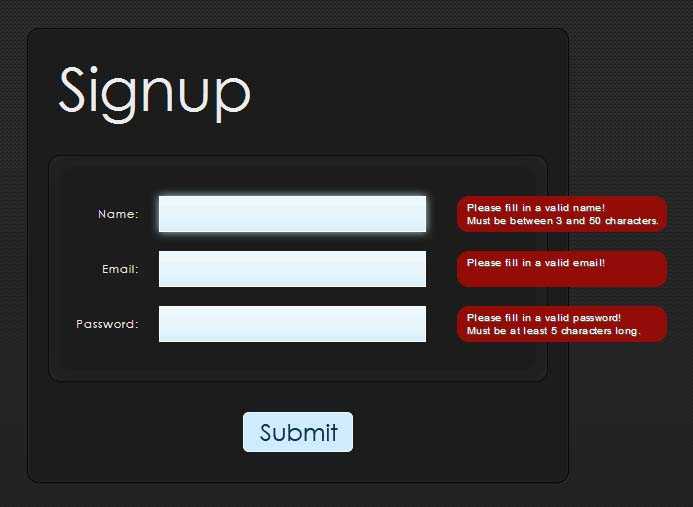 Signup
Name:
Please fill in a valid name!
Must be between 3 and 50 characters.
Email:
Please fill in a valid email!
Password:
Please fill in a valid password!
Must be at least 5 characters long.
Submit